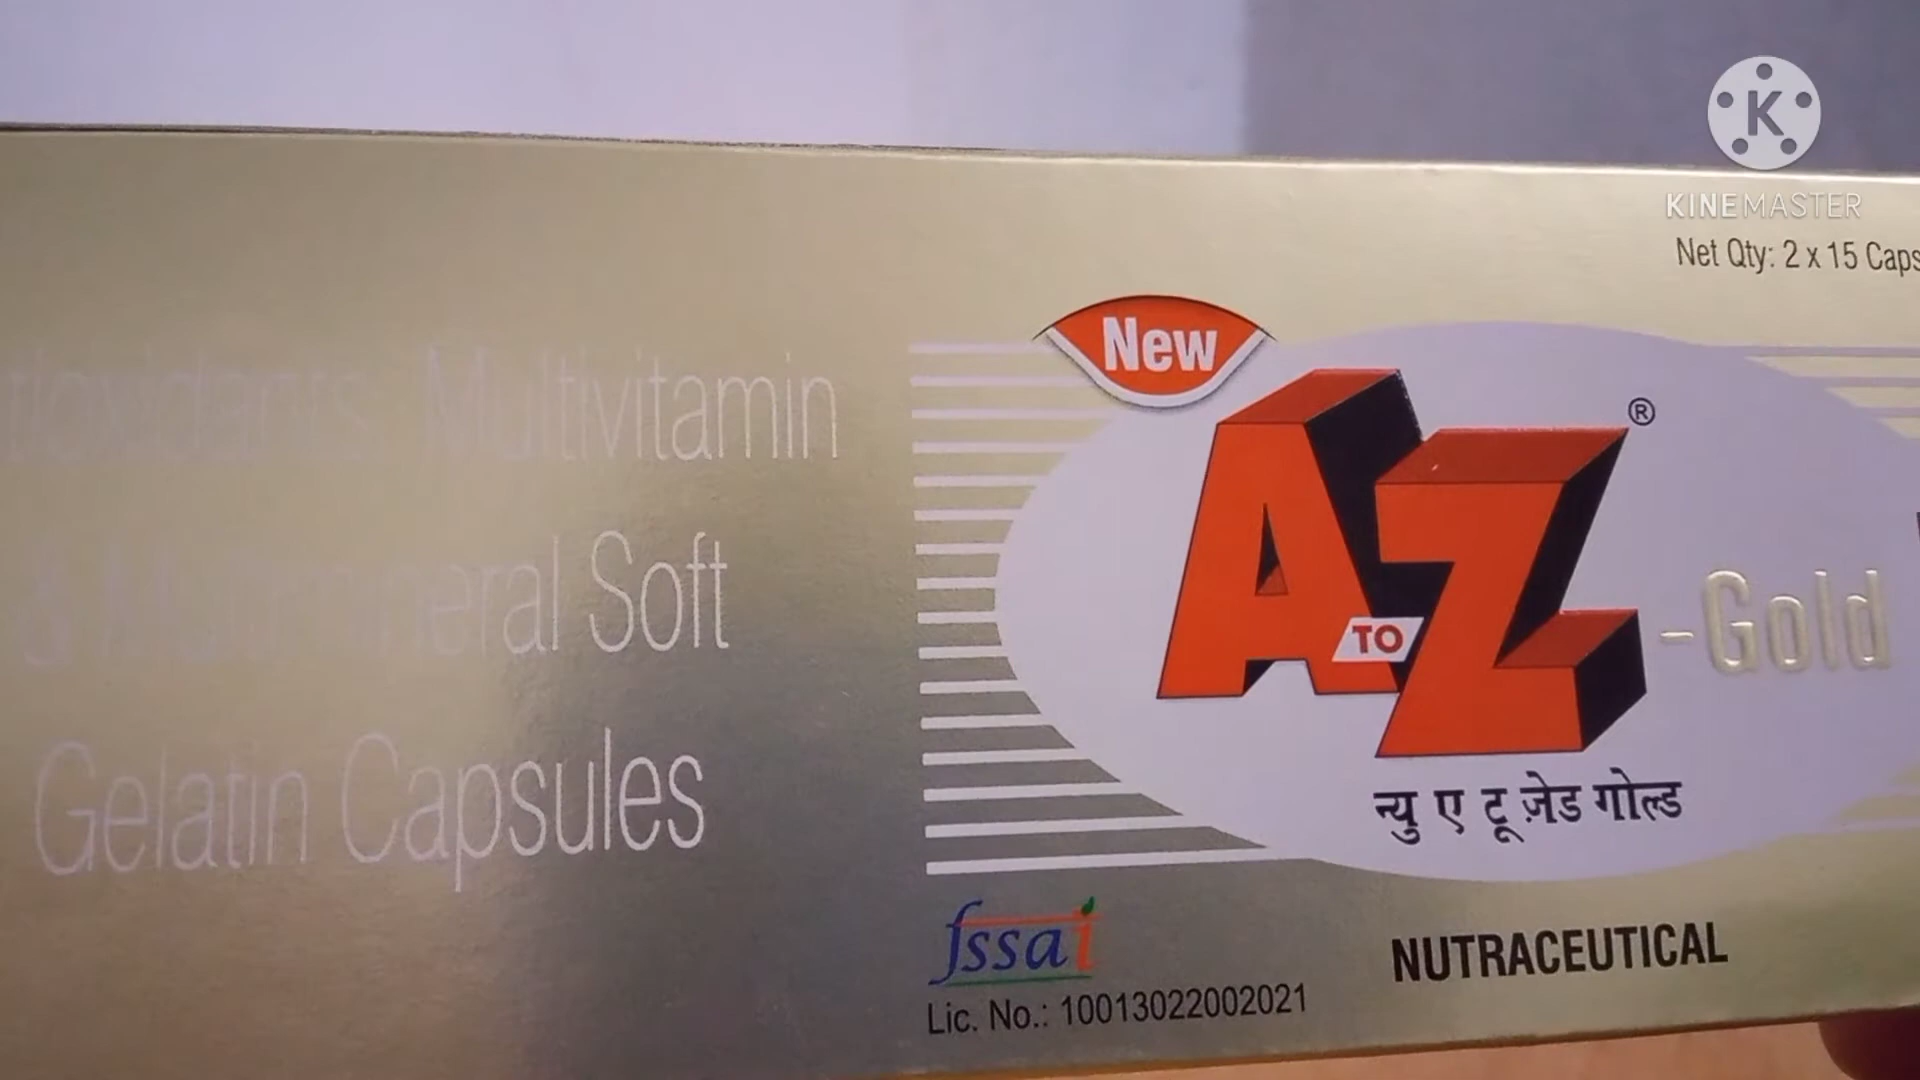 KINEMASTER
Net Qty: 2 x 15 Caps
New
Multivitamin
Soft
Gelatin Capsules
A TO Z ® -Gold
न्यु ए टू ज़ेड गोल्ड
fssai
Lic. No.: 10013022002021
NUTRACEUTICAL